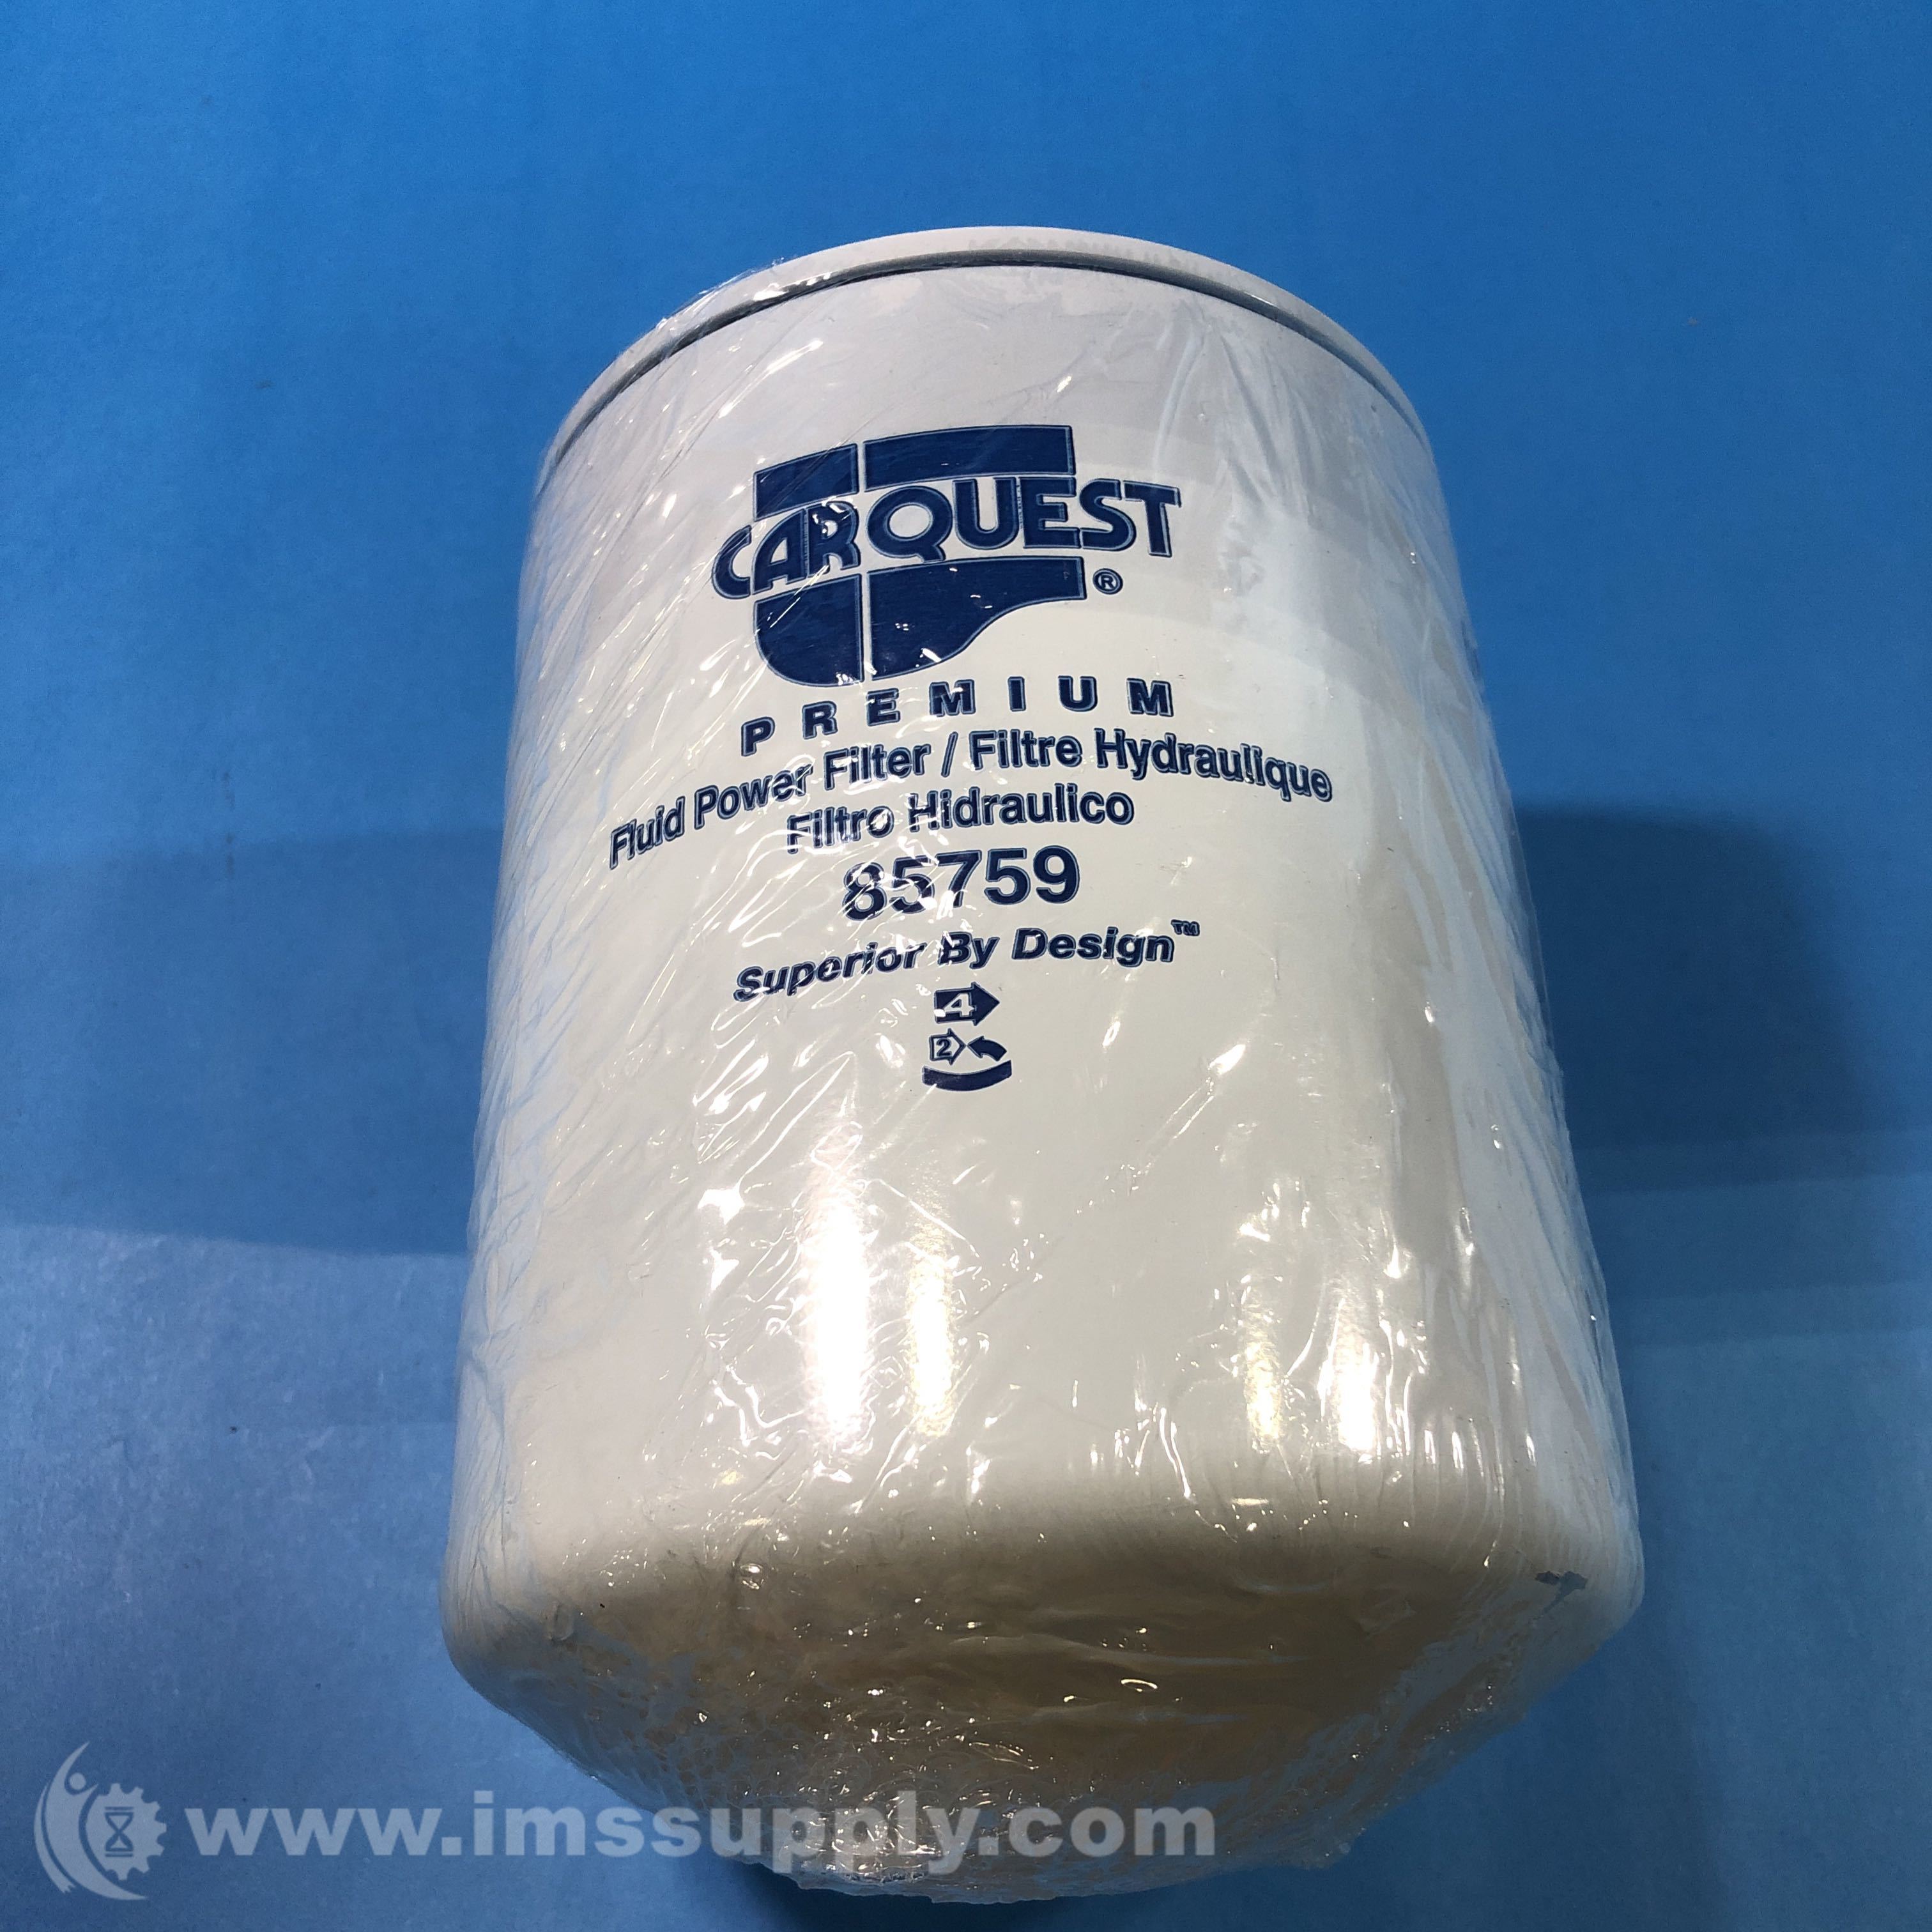 CARQUEST®
PREMIUM
Fluid Power Filter / Filtre Hydraulique
Filtro Hidraulico
85759
Superior By Design™
4
2
www.imssupply.com